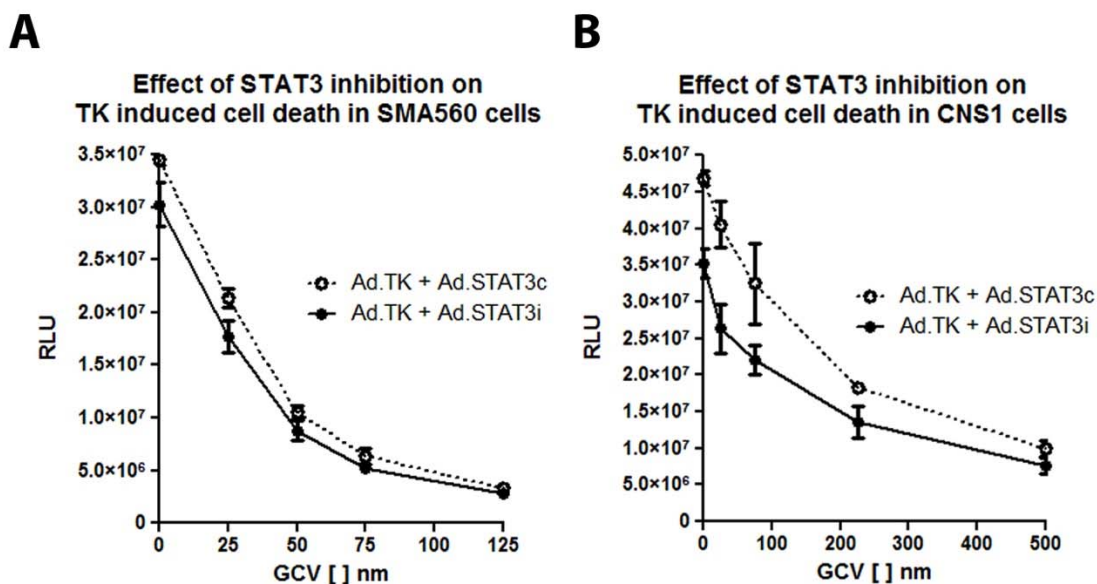 A
Effect of STAT3 inhibition on
TK induced cell death in SMA560 cells
3.5×10⁷
3.0×10⁷
2.5×10⁷
2.0×10⁷
1.5×10⁷
1.0×10⁷
5.0×10⁶
0
RLU
Ad.TK + Ad.STAT3c
Ad.TK + Ad.STAT3i
0 25 50 75 100 125
GCV [ ] nm
B
Effect of STAT3 inhibition on
TK induced cell death in CNS1 cells
5.0×10⁷
4.5×10⁷
4.0×10⁷
3.5×10⁷
3.0×10⁷
2.5×10⁷
2.0×10⁷
1.5×10⁷
1.0×10⁷
5.0×10⁶
0
RLU
Ad.TK + Ad.STAT3c
Ad.TK + Ad.STAT3i
0 100 200 300 400 500
GCV [ ] nm